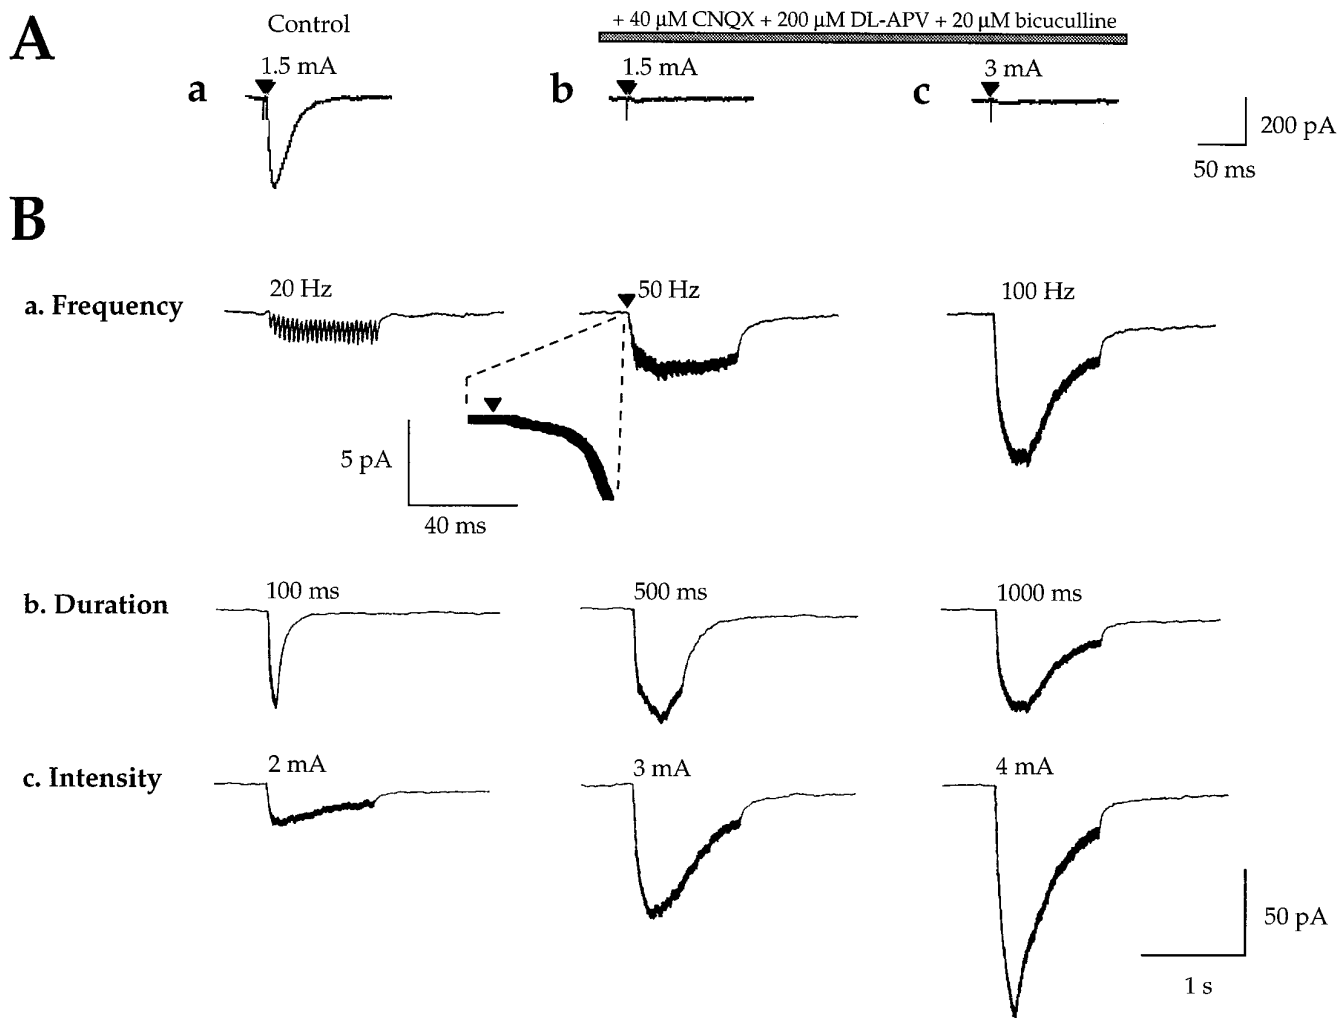 A
Control
+ 40 µM CNQX + 200 µM DL-APV + 20 µM bicuculline
a
1.5 mA
b
1.5 mA
c
3 mA
200 pA
50 ms
B
a. Frequency
20 Hz
50 Hz
100 Hz
5 pA
40 ms
b. Duration
100 ms
500 ms
1000 ms
c. Intensity
2 mA
3 mA
4 mA
50 pA
1 s